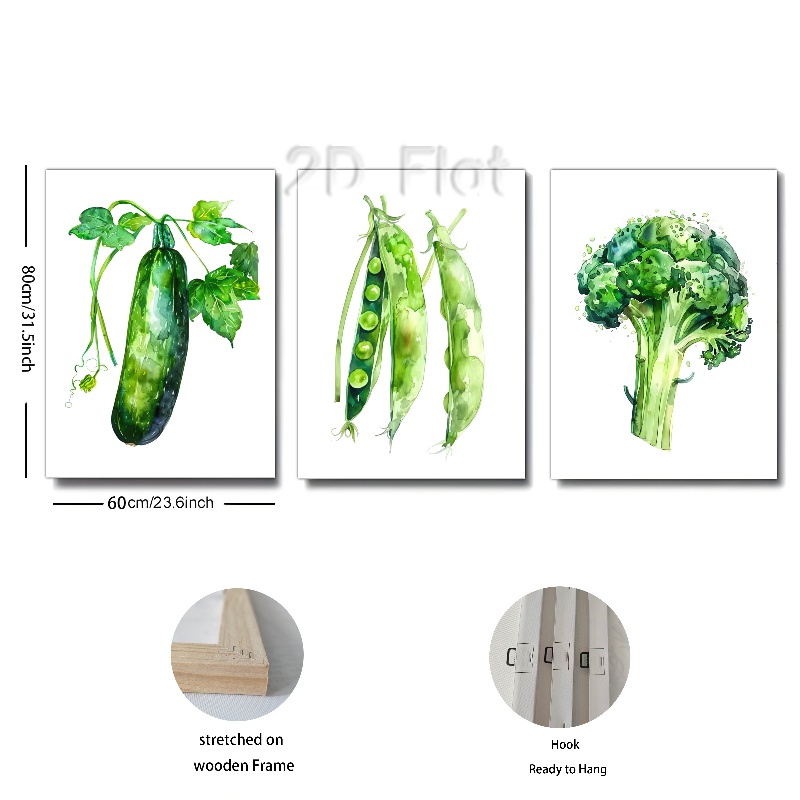 2D Flat
80cm/31.5inch
60cm/23.6inch
stretched on
wooden Frame
Hook
Ready to Hang